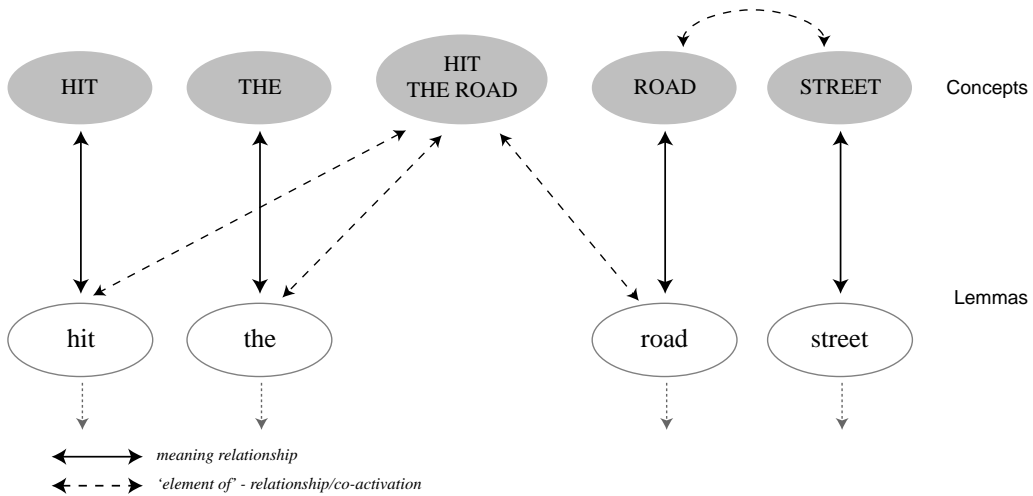 HIT
THE
HIT
THE ROAD
ROAD
STREET
Concepts
hit
the
road
street
Lemmas
meaning relationship
‘element of’ - relationship/co-activation